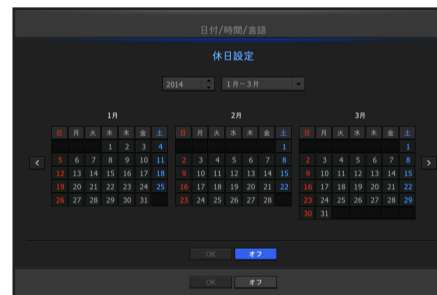 日付/時間/言語
休日設定
2014 1月-3月
1月 2月 3月
日 月 火 水 木 金 土 日 月 火 水 木 金 土 日 月 火 水 木 金 土
1 2 3 4 1 1
5 6 7 8 9 10 11 2 3 4 5 6 7 8 2 3 4 5 6 7 8
12 13 14 15 16 17 18 9 10 11 12 13 14 15 9 10 11 12 13 14 15
19 20 21 22 23 24 25 16 17 18 19 20 21 22 16 17 18 19 20 21 22
26 27 28 29 30 31 23 24 25 26 27 28 23 24 25 26 27 28 29
30 31
OK オフ
OK オフ